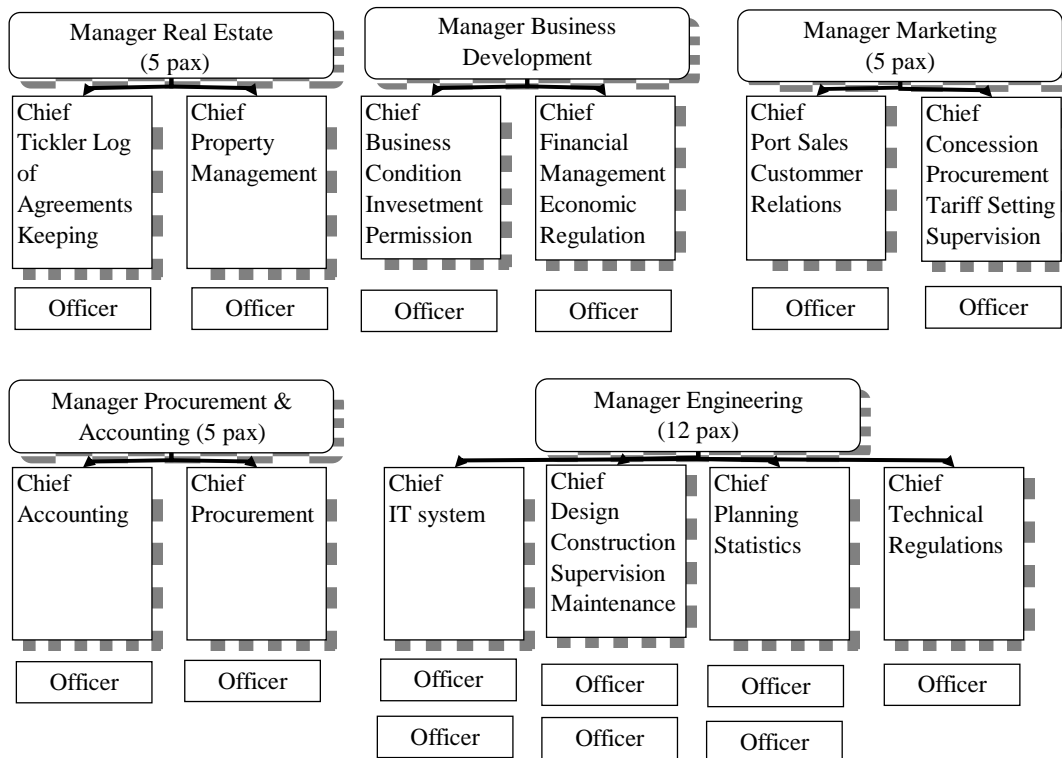 Manager Real Estate
(5 pax)
Chief
Tickler Log
of
Agreements
Keeping
Officer
Chief
Property
Management
Officer
Manager Business
Development
Chief
Business
Condition
Invesetment
Permission
Officer
Chief
Financial
Management
Economic
Regulation
Officer
Manager Marketing
(5 pax)
Chief
Port Sales
Custommer
Relations
Officer
Chief
Concession
Procurement
Tariff Setting
Supervision
Officer
Manager Procurement &
Accounting (5 pax)
Chief
Accounting
Officer
Chief
Procurement
Officer
Manager Engineering
(12 pax)
Chief
IT system
Officer
Officer
Chief
Design
Construction
Supervision
Maintenance
Officer
Officer
Chief
Planning
Statistics
Officer
Officer
Chief
Technical
Regulations
Officer